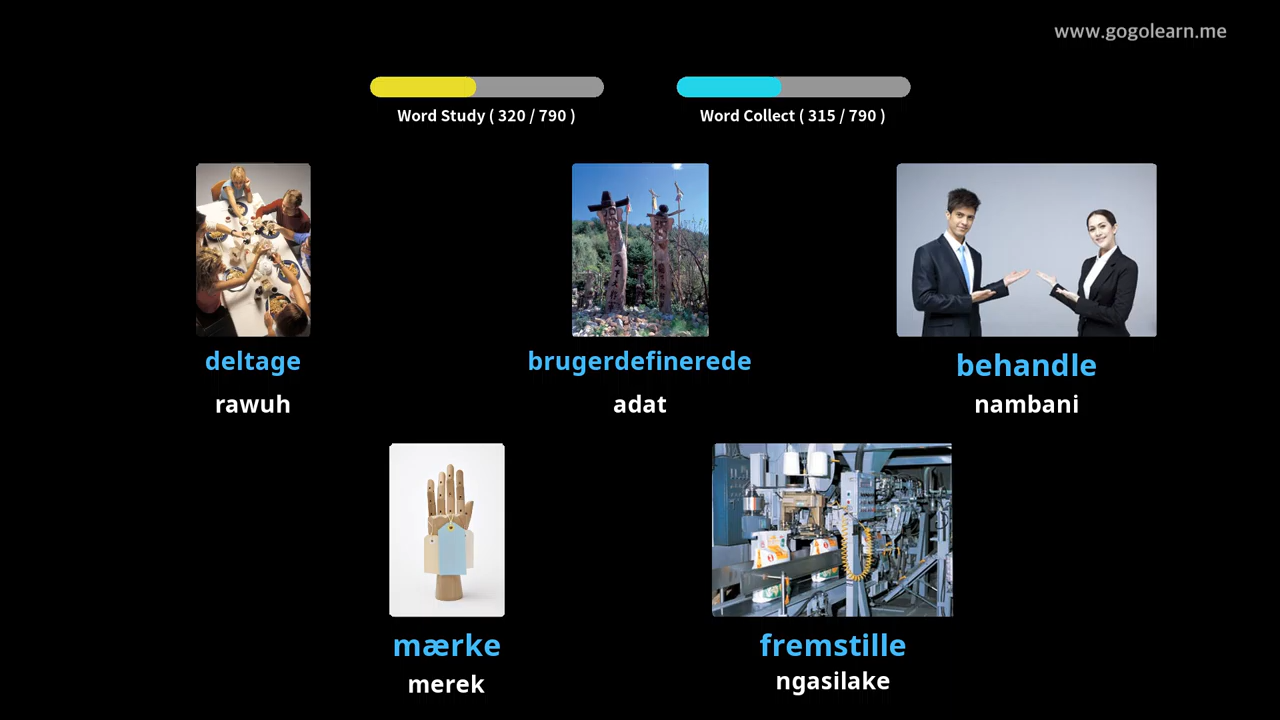 www.gogolearn.me
Word Study ( 320 / 790 )
Word Collect ( 315 / 790 )
deltage
rawuh
brugerdefinerede
adat
behandle
nambani
mærke
merek
fremstille
ngasilake